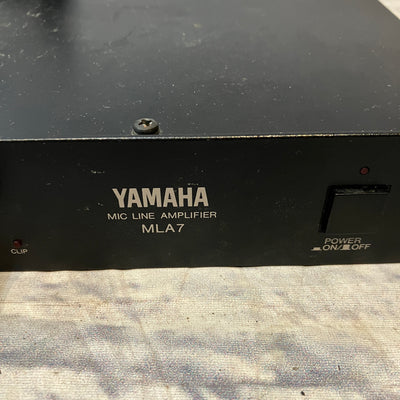 YAMAHA
MIC LINE AMPLIFIER
MLA7
CLIP
POWER
ON/ OFF